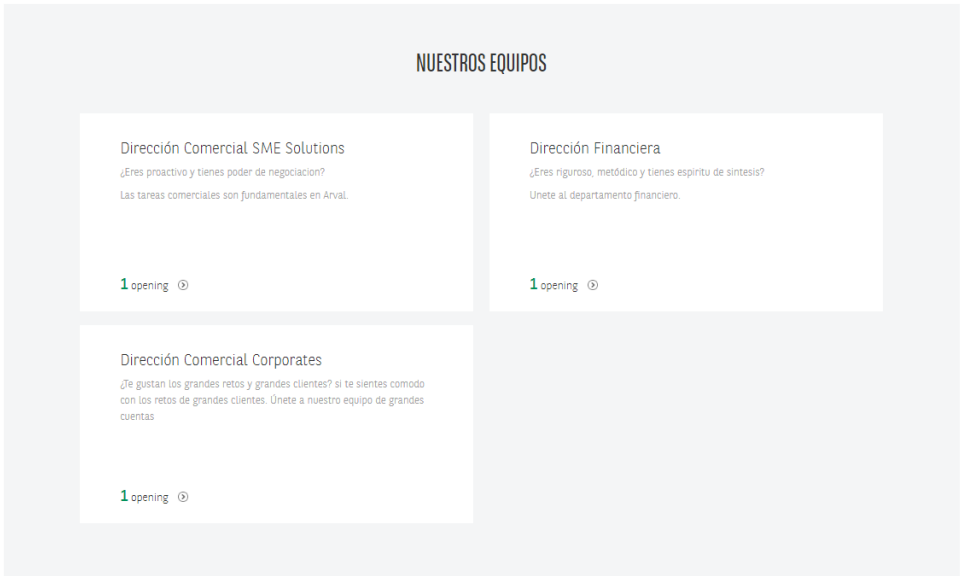 NUESTROS EQUIPOS
Dirección Comercial SME Solutions
¿Eres proactivo y tienes poder de negociacion?
Las tareas comerciales son fundamentales en Arval.
1 opening
Dirección Financiera
¿Eres riguroso, metódico y tienes espiritu de sintesis?
Unete al departamento financiero.
1 opening
Dirección Comercial Corporates
¿Te gustan los grandes retos y grandes clientes? si te sientes comodo
con los retos de grandes clientes. Únete a nuestro equipo de grandes
cuentas
1 opening